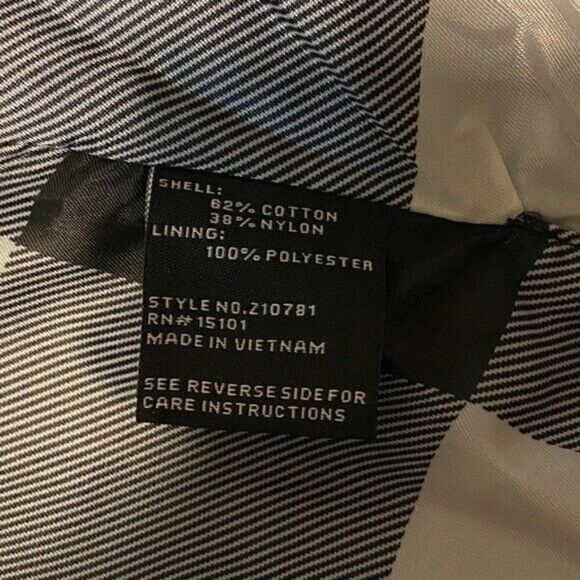 SHELL:
62% COTTON
38% NYLON
LINING:
100% POLYESTER
STYLE NO.Z10781
RN# 15101
MADE IN VIETNAM
SEE REVERSE SIDE FOR
CARE INSTRUCTIONS